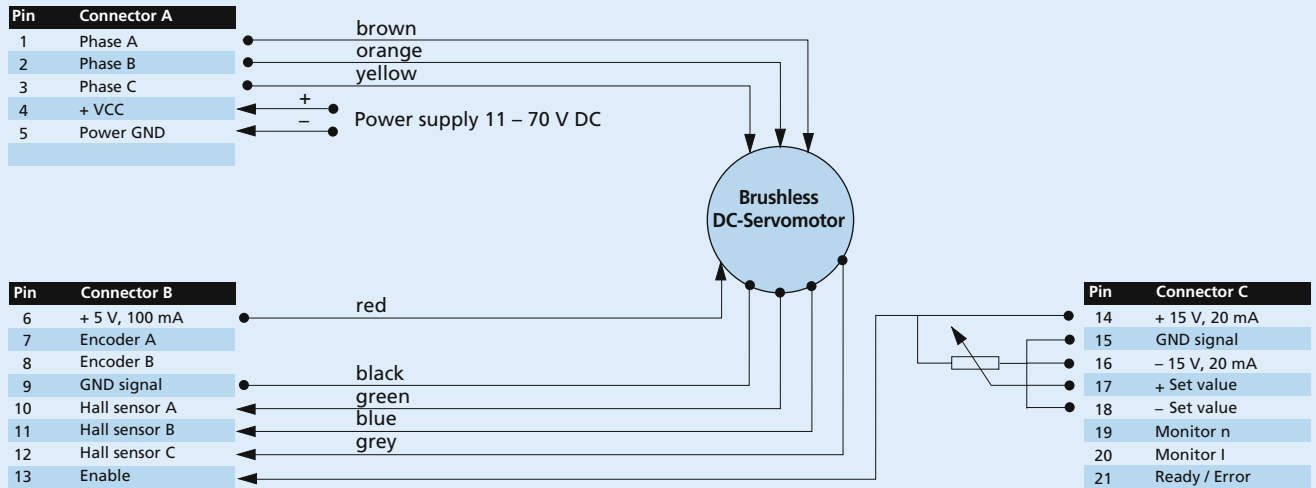 Pin Connector A
1 Phase A
2 Phase B
3 Phase C
4 + VCC
5 Power GND
brown
orange
yellow
+
–
Power supply 11 – 70 V DC
Brushless
DC-Servomotor
Pin Connector B
6 + 5 V, 100 mA
7 Encoder A
8 Encoder B
9 GND signal
10 Hall sensor A
11 Hall sensor B
12 Hall sensor C
13 Enable
red
black
green
blue
grey
Pin Connector C
14 + 15 V, 20 mA
15 GND signal
16 – 15 V, 20 mA
17 + Set value
18 – Set value
19 Monitor n
20 Monitor I
21 Ready / Error